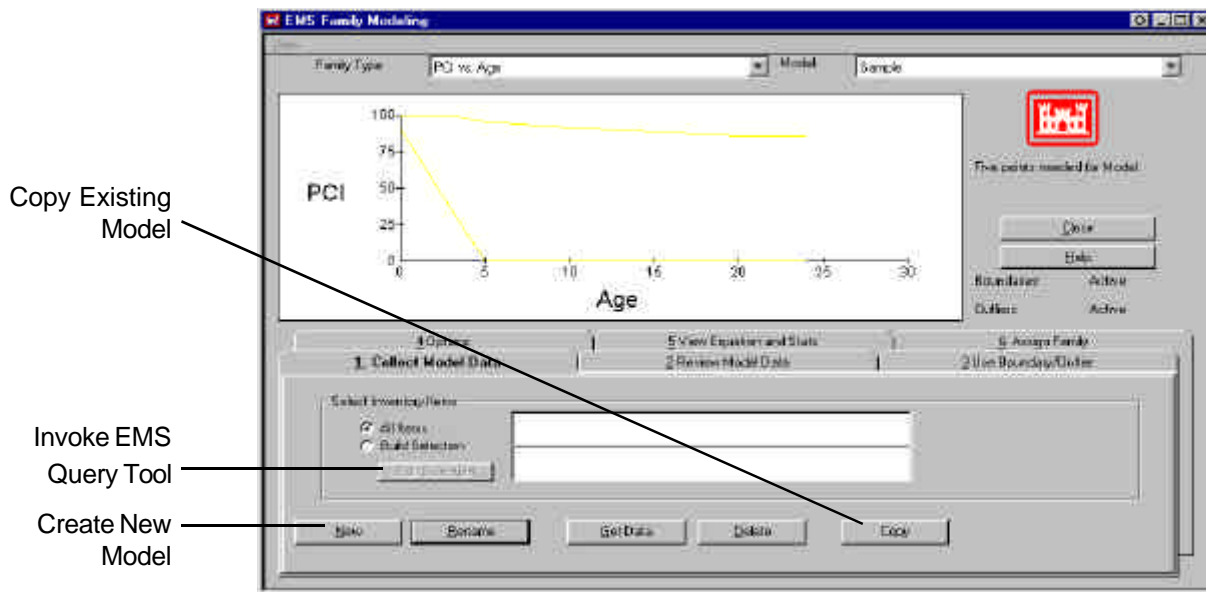 EMS Family Modeling
Family Type
PCI vs. Age
Model
Sample
100
75
50
25
0
PCI
0
5
10
15
20
25
30
Age
Five points needed for Model
Close
Help
Boundaries
Active
Outliers
Active
4 Options
5 View Equation and Stats
6 Assign Family
1. Collect Model Data
2 Review Model Data
3 Use Boundary/Outlier
Select Inventory Items
All Items
Build Selection
New
Rename
Get Data
Delete
Copy
Copy Existing
Model
Invoke EMS
Query Tool
Create New
Model